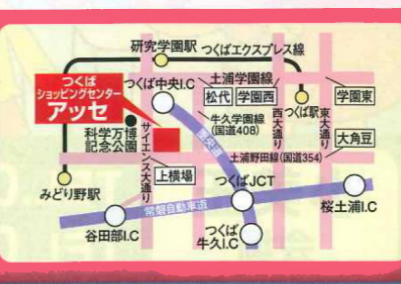 研究学園駅
つくばエクスプレス線
つくば
ショッピングセンター
アッセ
つくば中央I.C
土浦学園線
松代
学園西
つくば駅
学園東
西大通り
東大通り
牛久学園線
(国道408)
大角豆
科学万博
記念公園
サイエンス大通り
圏央道
土浦野田線(国道354)
上横場
みどり野駅
つくばJCT
常磐自動車道
桜土浦I.C
谷田部I.C
つくば
牛久I.C